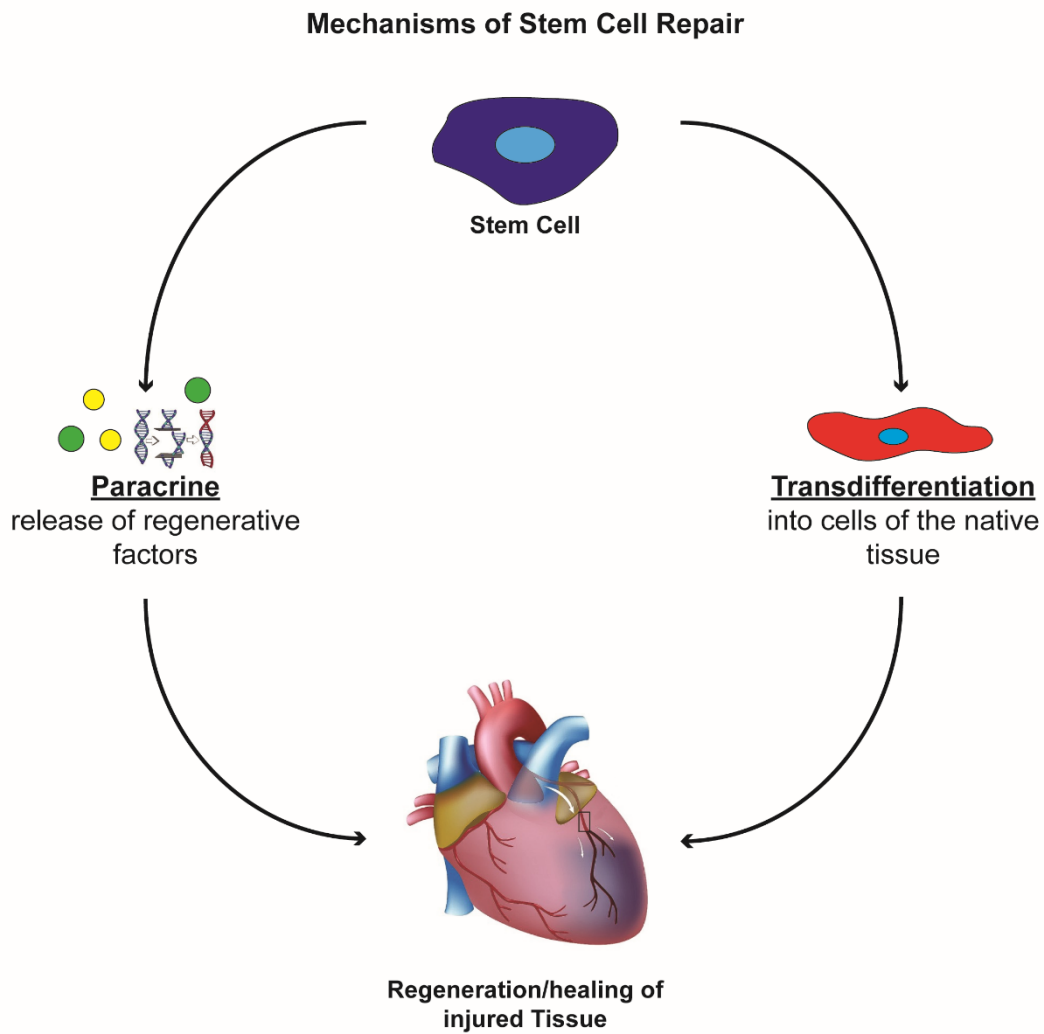 Mechanisms of Stem Cell Repair
Stem Cell
Paracrine
release of regenerative
factors
Transdifferentiation
into cells of the native
tissue
Regeneration/healing of
injured Tissue